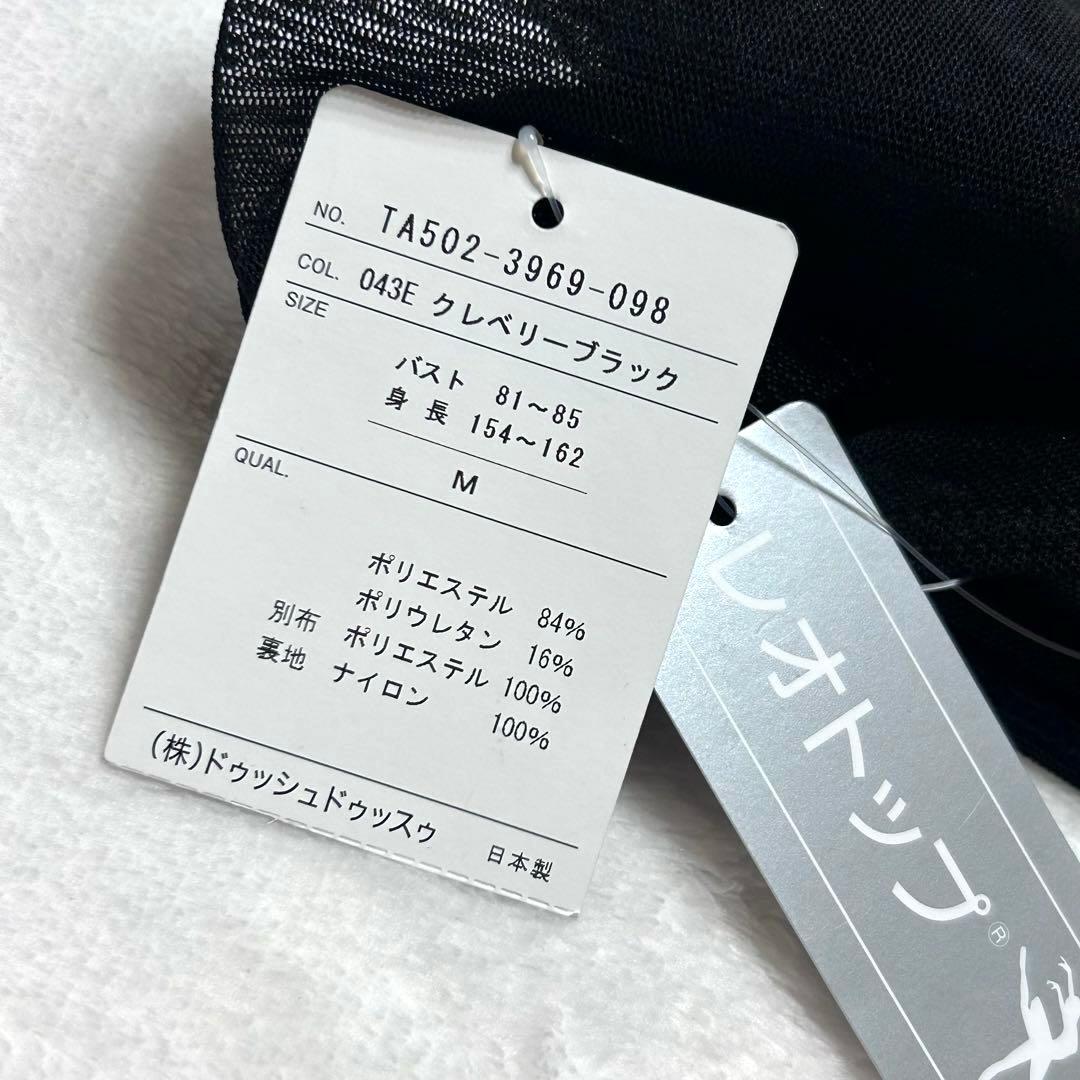 NO. TA502-3969-098
COL. 043E クレベリーブラック
SIZE
バスト 81～85
身長 154～162
M
QUAL.
ポリエステル 84%
ポリウレタン 16%
別布 ポリエステル 100%
裏地 ナイロン 100%
(株)ドゥッシュドゥッスゥ
日本製
レオトップ®